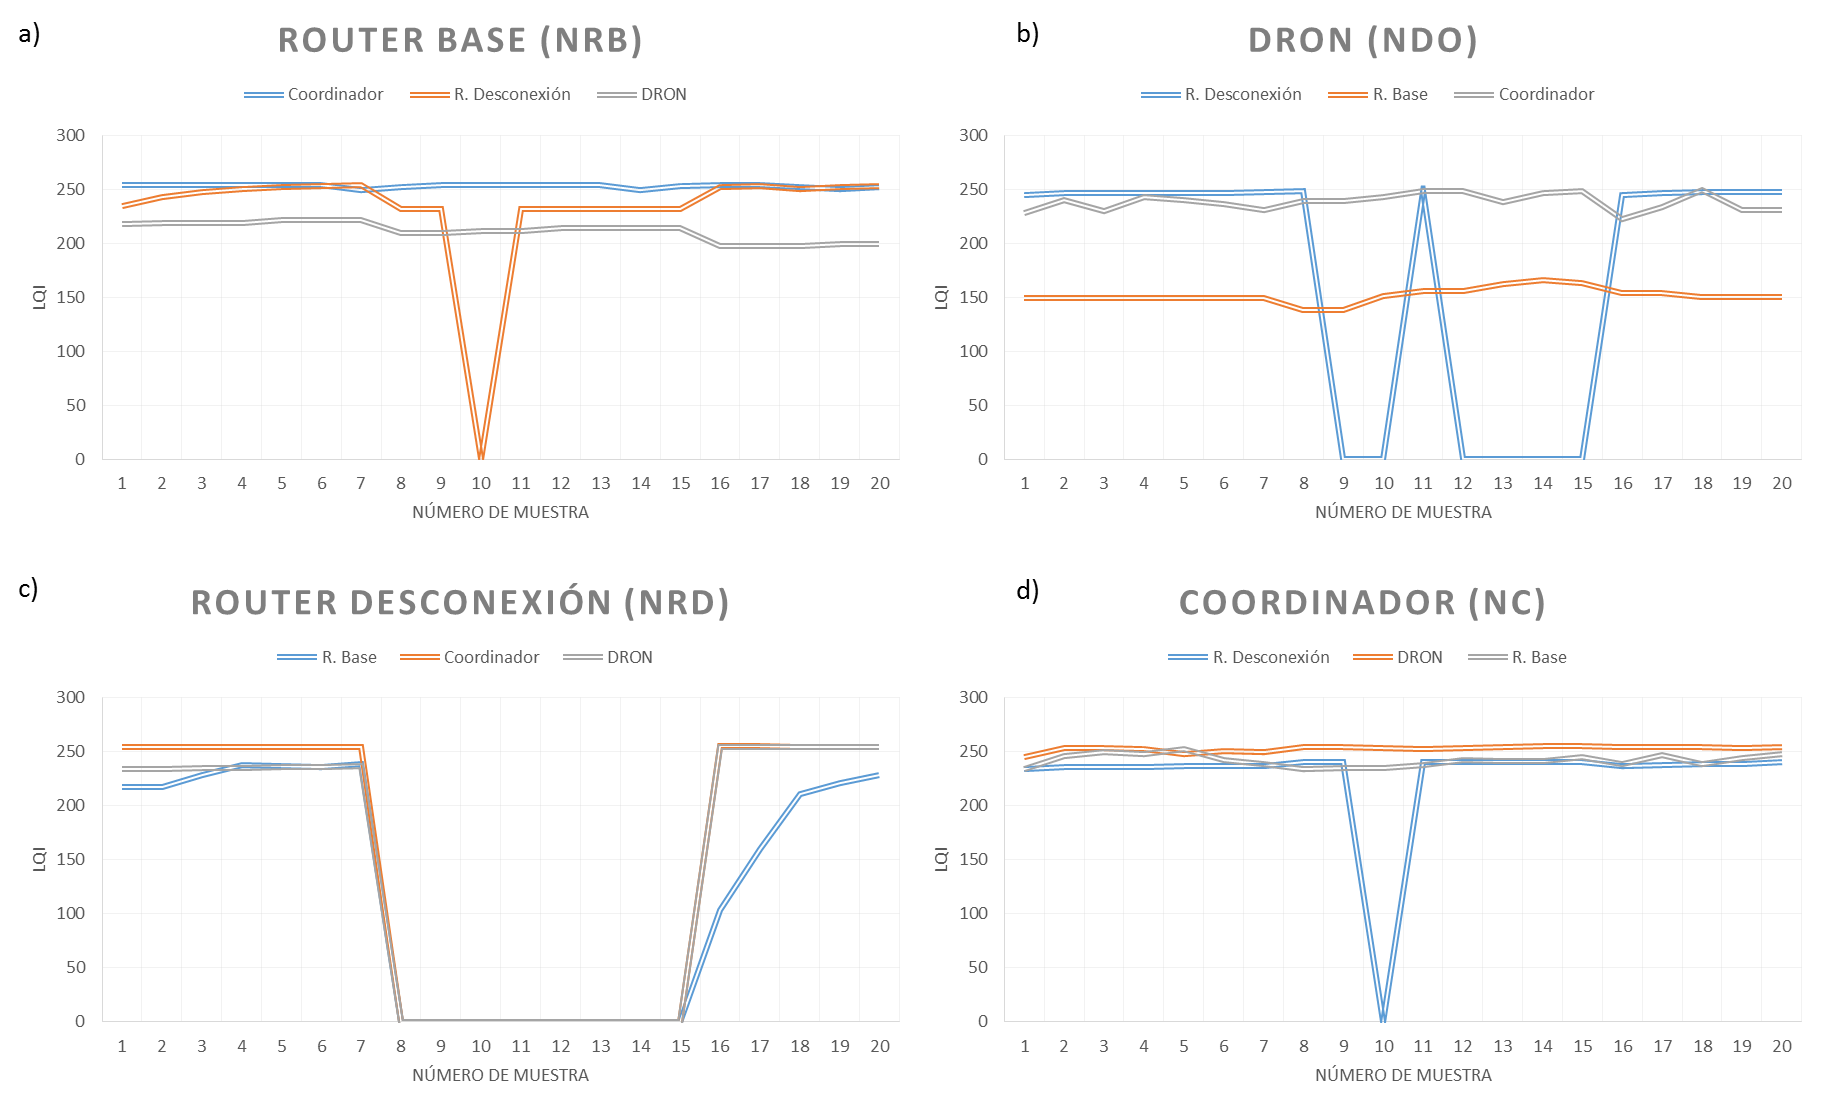 a)
ROUTER BASE (NRB)
Coordinador R. Desconexión DRON
300
250
200
150
100
50
0
LQI
1 2 3 4 5 6 7 8 9 10 11 12 13 14 15 16 17 18 19 20
NÚMERO DE MUESTRA
b)
DRON (NDO)
R. Desconexión R. Base Coordinador
300
250
200
150
100
50
0
LQI
1 2 3 4 5 6 7 8 9 10 11 12 13 14 15 16 17 18 19 20
NÚMERO DE MUESTRA
c)
ROUTER DESCONEXIÓN (NRD)
R. Base Coordinador DRON
300
250
200
150
100
50
0
LQI
1 2 3 4 5 6 7 8 9 10 11 12 13 14 15 16 17 18 19 20
NÚMERO DE MUESTRA
d)
COORDINADOR (NC)
R. Desconexión DRON R. Base
300
250
200
150
100
50
0
LQI
1 2 3 4 5 6 7 8 9 10 11 12 13 14 15 16 17 18 19 20
NÚMERO DE MUESTRA